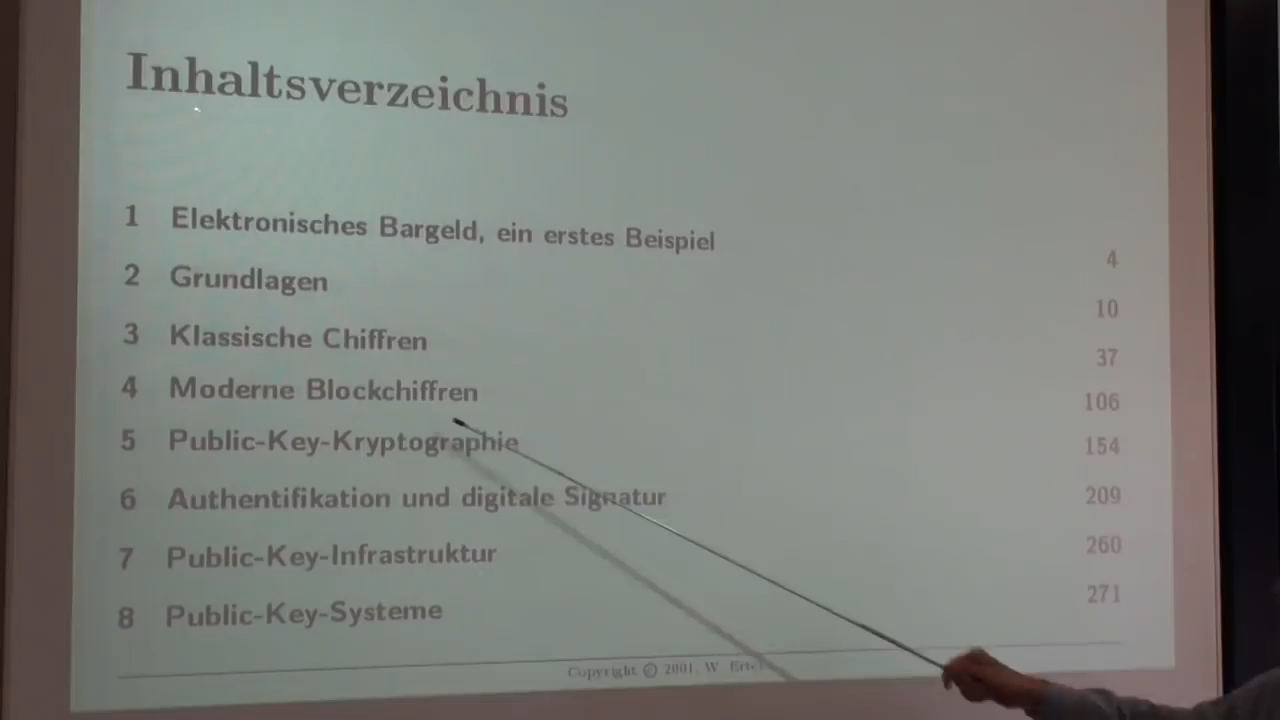 Inhaltsverzeichnis
1 Elektronisches Bargeld, ein erstes Beispiel 4
2 Grundlagen 10
3 Klassische Chiffren 37
4 Moderne Blockchiffren 106
5 Public-Key-Kryptographie 154
6 Authentifikation und digitale Signatur 209
7 Public-Key-Infrastruktur 260
8 Public-Key-Systeme 271
Copyright © 2001, W. Ertel